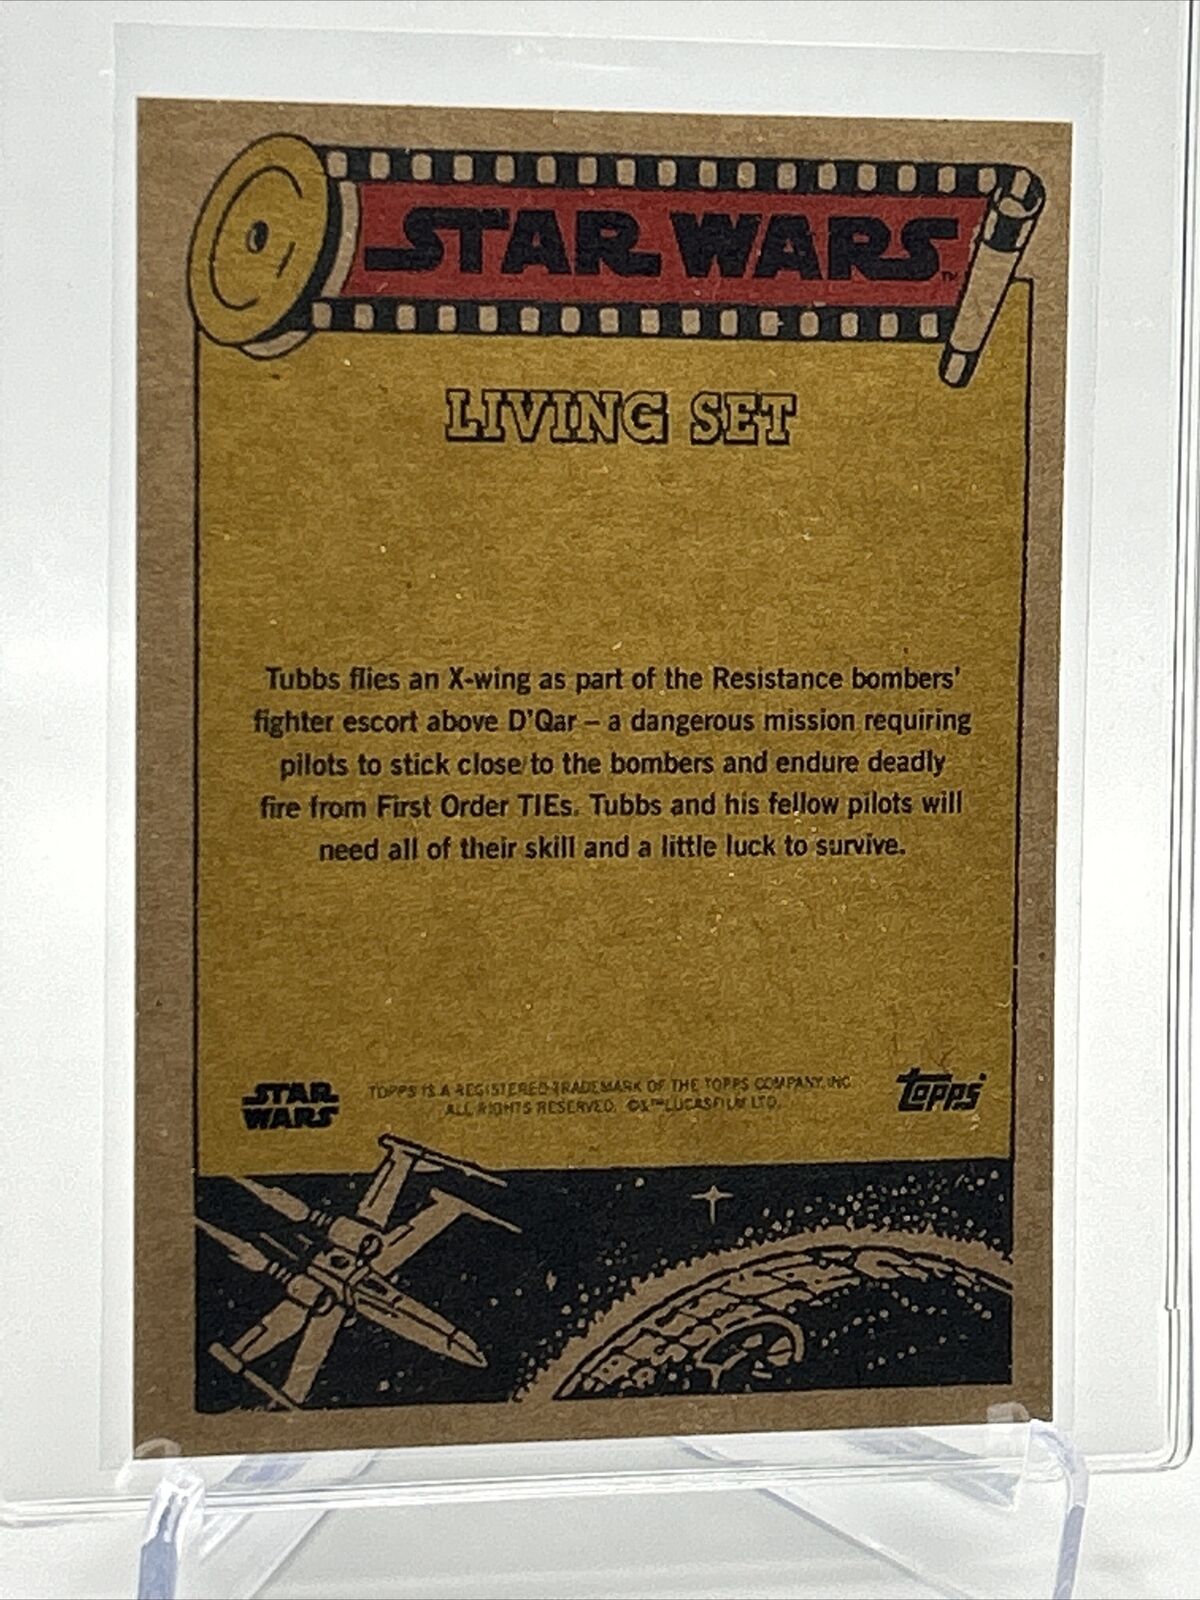 STAR WARS™
LIVING SET
Tubbs flies an X-wing as part of the Resistance bombers'
fighter escort above D'Qar – a dangerous mission requiring
pilots to stick close to the bombers and endure deadly
fire from First Order TIEs. Tubbs and his fellow pilots will
need all of their skill and a little luck to survive.
STAR
WARS
TOPPS IS A REGISTERED TRADEMARK OF THE TOPPS COMPANY, INC.
ALL RIGHTS RESERVED. ©&™LUCASFILM LTD.
topps